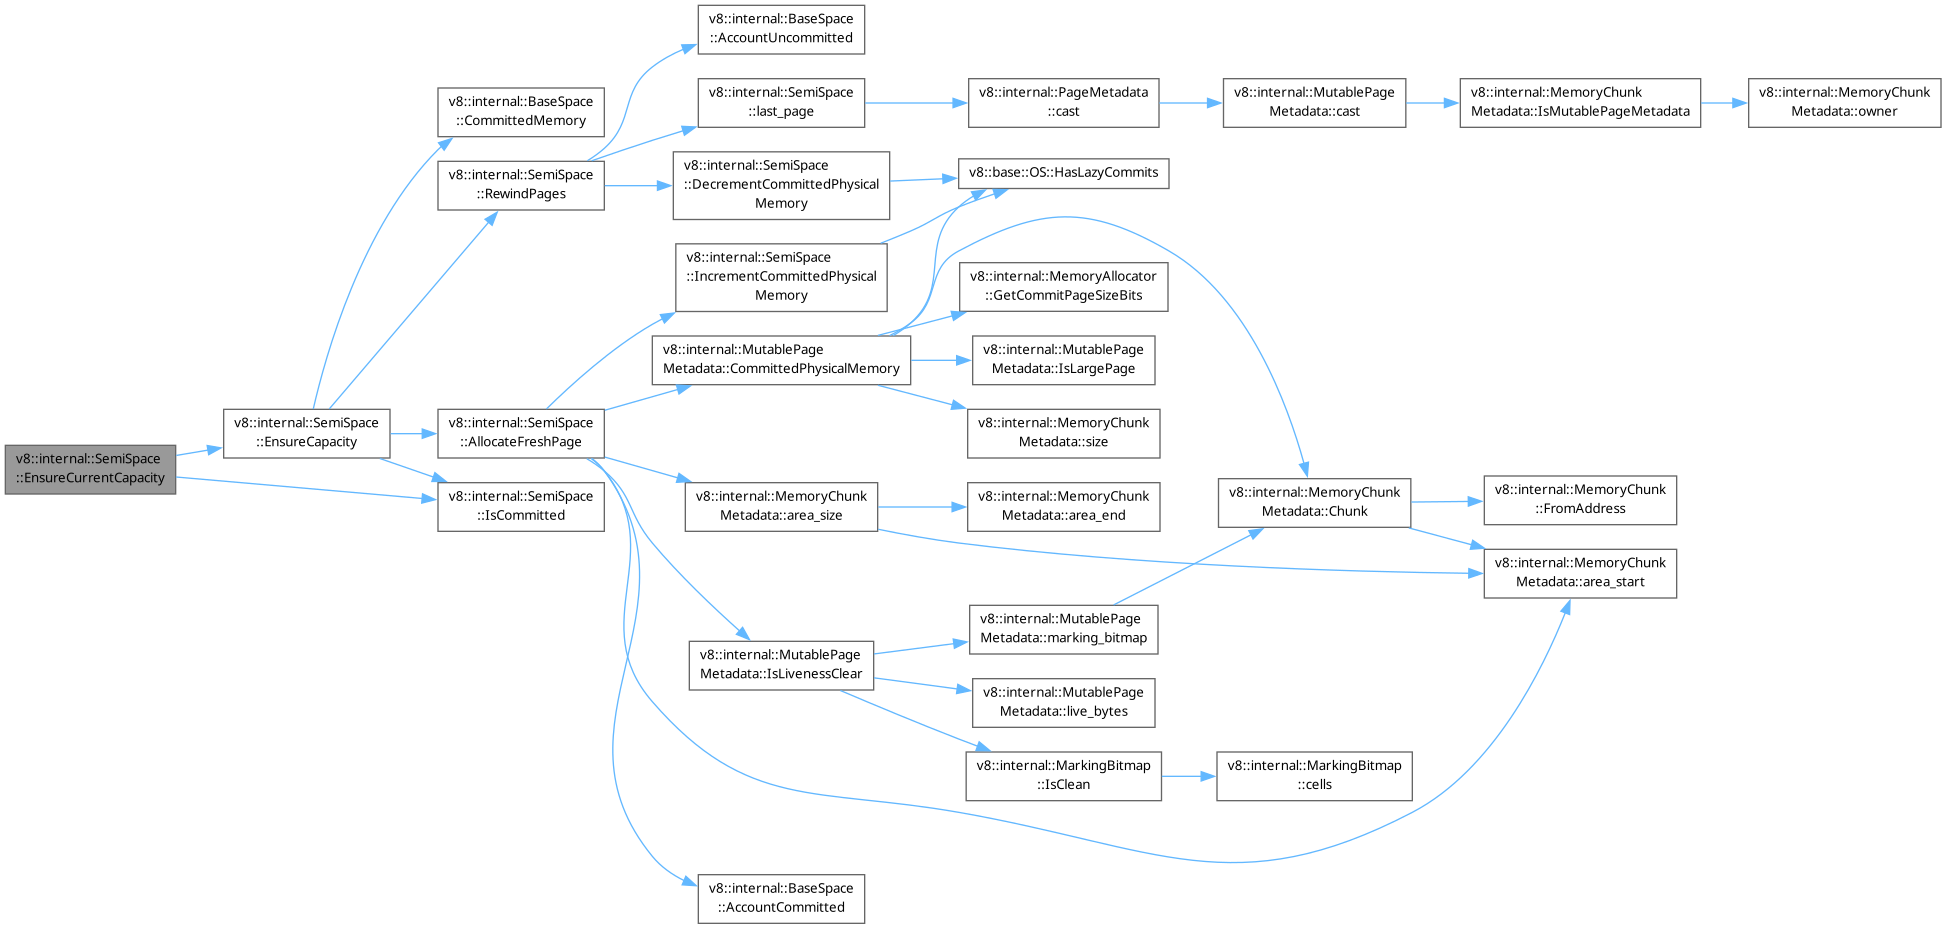 v8::internal::BaseSpace
::AccountUncommitted
v8::internal::BaseSpace
::CommittedMemory
v8::internal::SemiSpace
::last_page
v8::internal::PageMetadata
::cast
v8::internal::MutablePage
Metadata::cast
v8::internal::MemoryChunk
Metadata::IsMutablePageMetadata
v8::internal::MemoryChunk
Metadata::owner
v8::internal::SemiSpace
::RewindPages
v8::internal::SemiSpace
::DecrementCommittedPhysical
Memory
v8::base::OS::HasLazyCommits
v8::internal::SemiSpace
::IncrementCommittedPhysical
Memory
v8::internal::MemoryAllocator
::GetCommitPageSizeBits
v8::internal::MutablePage
Metadata::CommittedPhysicalMemory
v8::internal::MutablePage
Metadata::IsLargePage
v8::internal::SemiSpace
::EnsureCapacity
v8::internal::SemiSpace
::AllocateFreshPage
v8::internal::MemoryChunk
Metadata::size
v8::internal::SemiSpace
::EnsureCurrentCapacity
v8::internal::SemiSpace
::IsCommitted
v8::internal::MemoryChunk
Metadata::area_size
v8::internal::MemoryChunk
Metadata::area_end
v8::internal::MemoryChunk
Metadata::Chunk
v8::internal::MemoryChunk
::FromAddress
v8::internal::MemoryChunk
Metadata::area_start
v8::internal::MutablePage
Metadata::marking_bitmap
v8::internal::MutablePage
Metadata::IsLivenessClear
v8::internal::MutablePage
Metadata::live_bytes
v8::internal::MarkingBitmap
::IsClean
v8::internal::MarkingBitmap
::cells
v8::internal::BaseSpace
::AccountCommitted